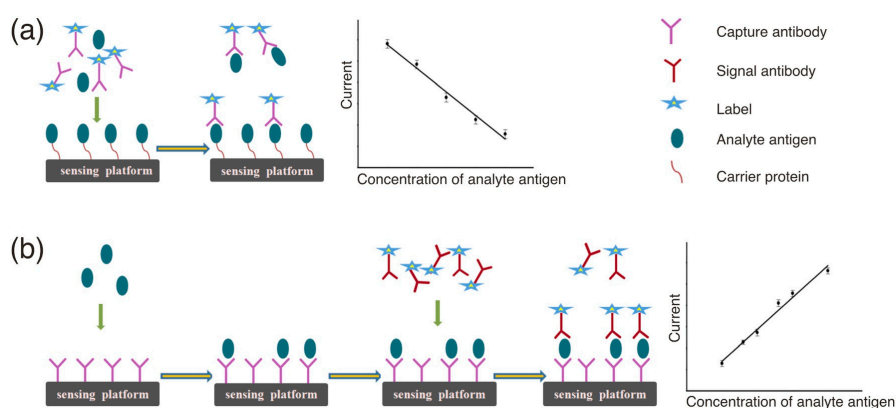 (a)
sensing platform
sensing platform
Current
Concentration of analyte antigen
Capture antibody
Signal antibody
Label
Analyte antigen
Carrier protein
(b)
sensing platform
sensing platform
sensing platform
sensing platform
Current
Concentration of analyte antigen